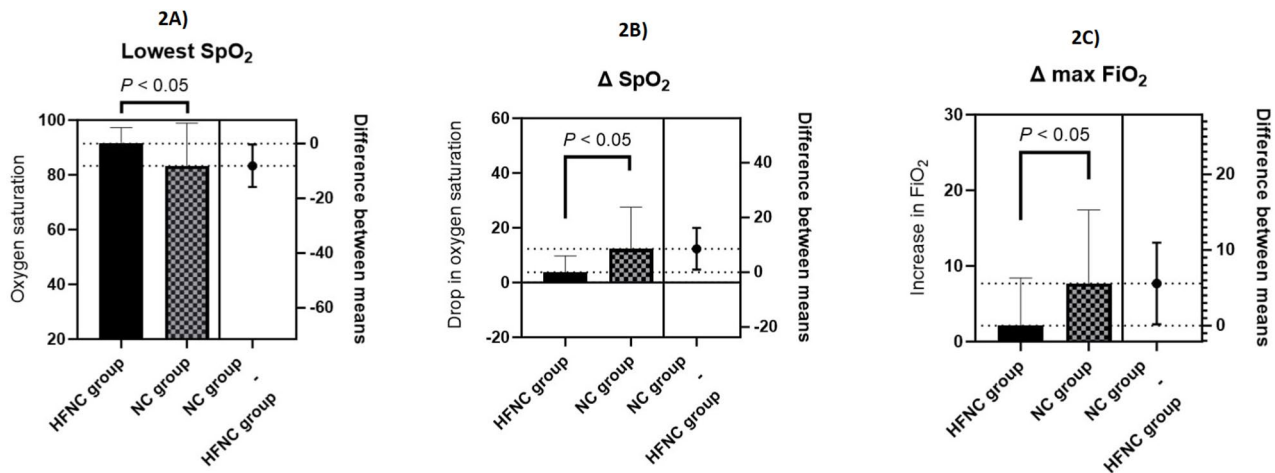 2A)
Lowest SpO₂
P < 0.05
Oxygen saturation
100
80
60
40
20
0
-20
-40
-60
Difference between means
HFNC group
NC group
NC group
-
HFNC group
2B)
Δ SpO₂
P < 0.05
Drop in oxygen saturation
60
40
20
0
-20
40
20
0
-20
Difference between means
HFNC group
NC group
NC group
-
HFNC group
2C)
Δ max FiO₂
P < 0.05
Increase in FiO₂
30
20
10
0
20
10
0
Difference between means
HFNC group
NC group
NC group
-
HFNC group